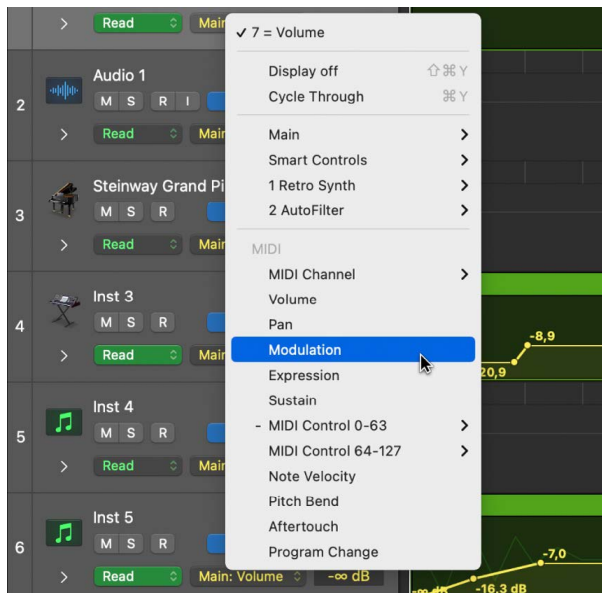 Read Main
✓ 7 = Volume
Display off ⇧⌘Y
Cycle Through ⌘Y
Main
Smart Controls
1 Retro Synth
2 AutoFilter
MIDI
MIDI Channel
Volume
Pan
Modulation
Expression
Sustain
- MIDI Control 0-63
MIDI Control 64-127
Note Velocity
Pitch Bend
Aftertouch
Program Change
2
Audio 1
M S R I
Read Main
3
Steinway Grand Pi
M S R
Read Main
4
Inst 3
M S R
Read Main
-8,9
20,9
5
Inst 4
M S R
Read Main
6
Inst 5
M S R
Read Main: Volume -∞ dB
-7,0
-16,3 dB